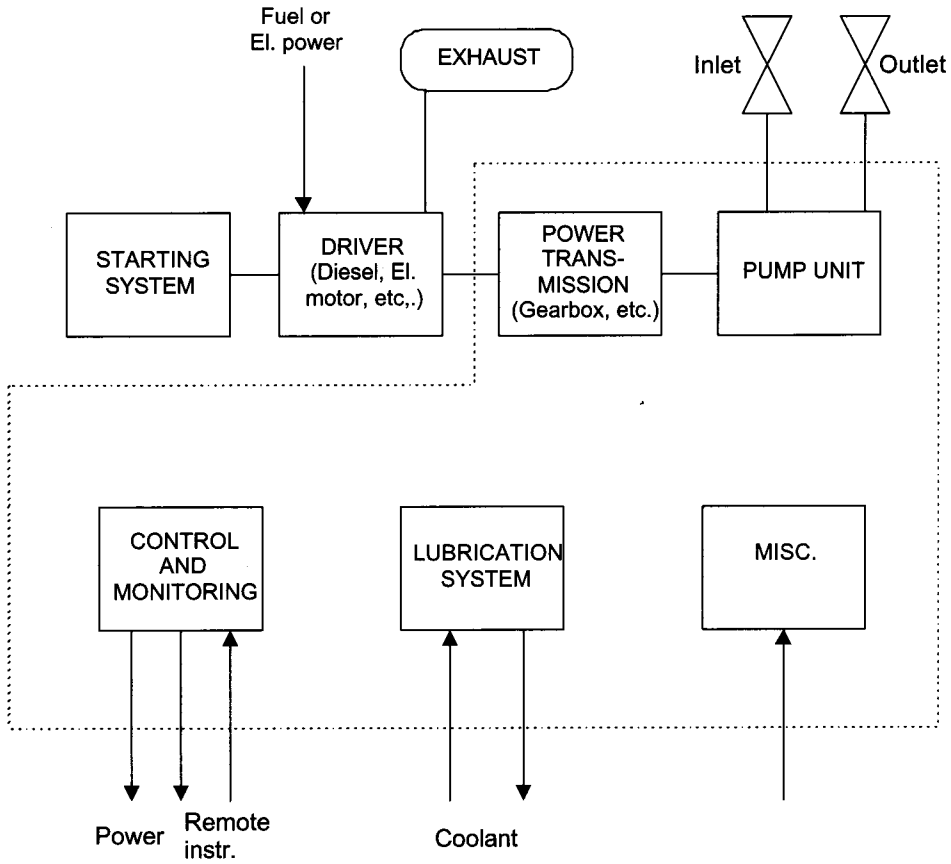 Fuel or
El. power
EXHAUST
Inlet
Outlet
STARTING
SYSTEM
DRIVER
(Diesel, El.
motor, etc,.)
POWER
TRANS-
MISSION
(Gearbox, etc.)
PUMP UNIT
CONTROL
AND
MONITORING
LUBRICATION
SYSTEM
MISC.
Power
Remote
instr.
Coolant